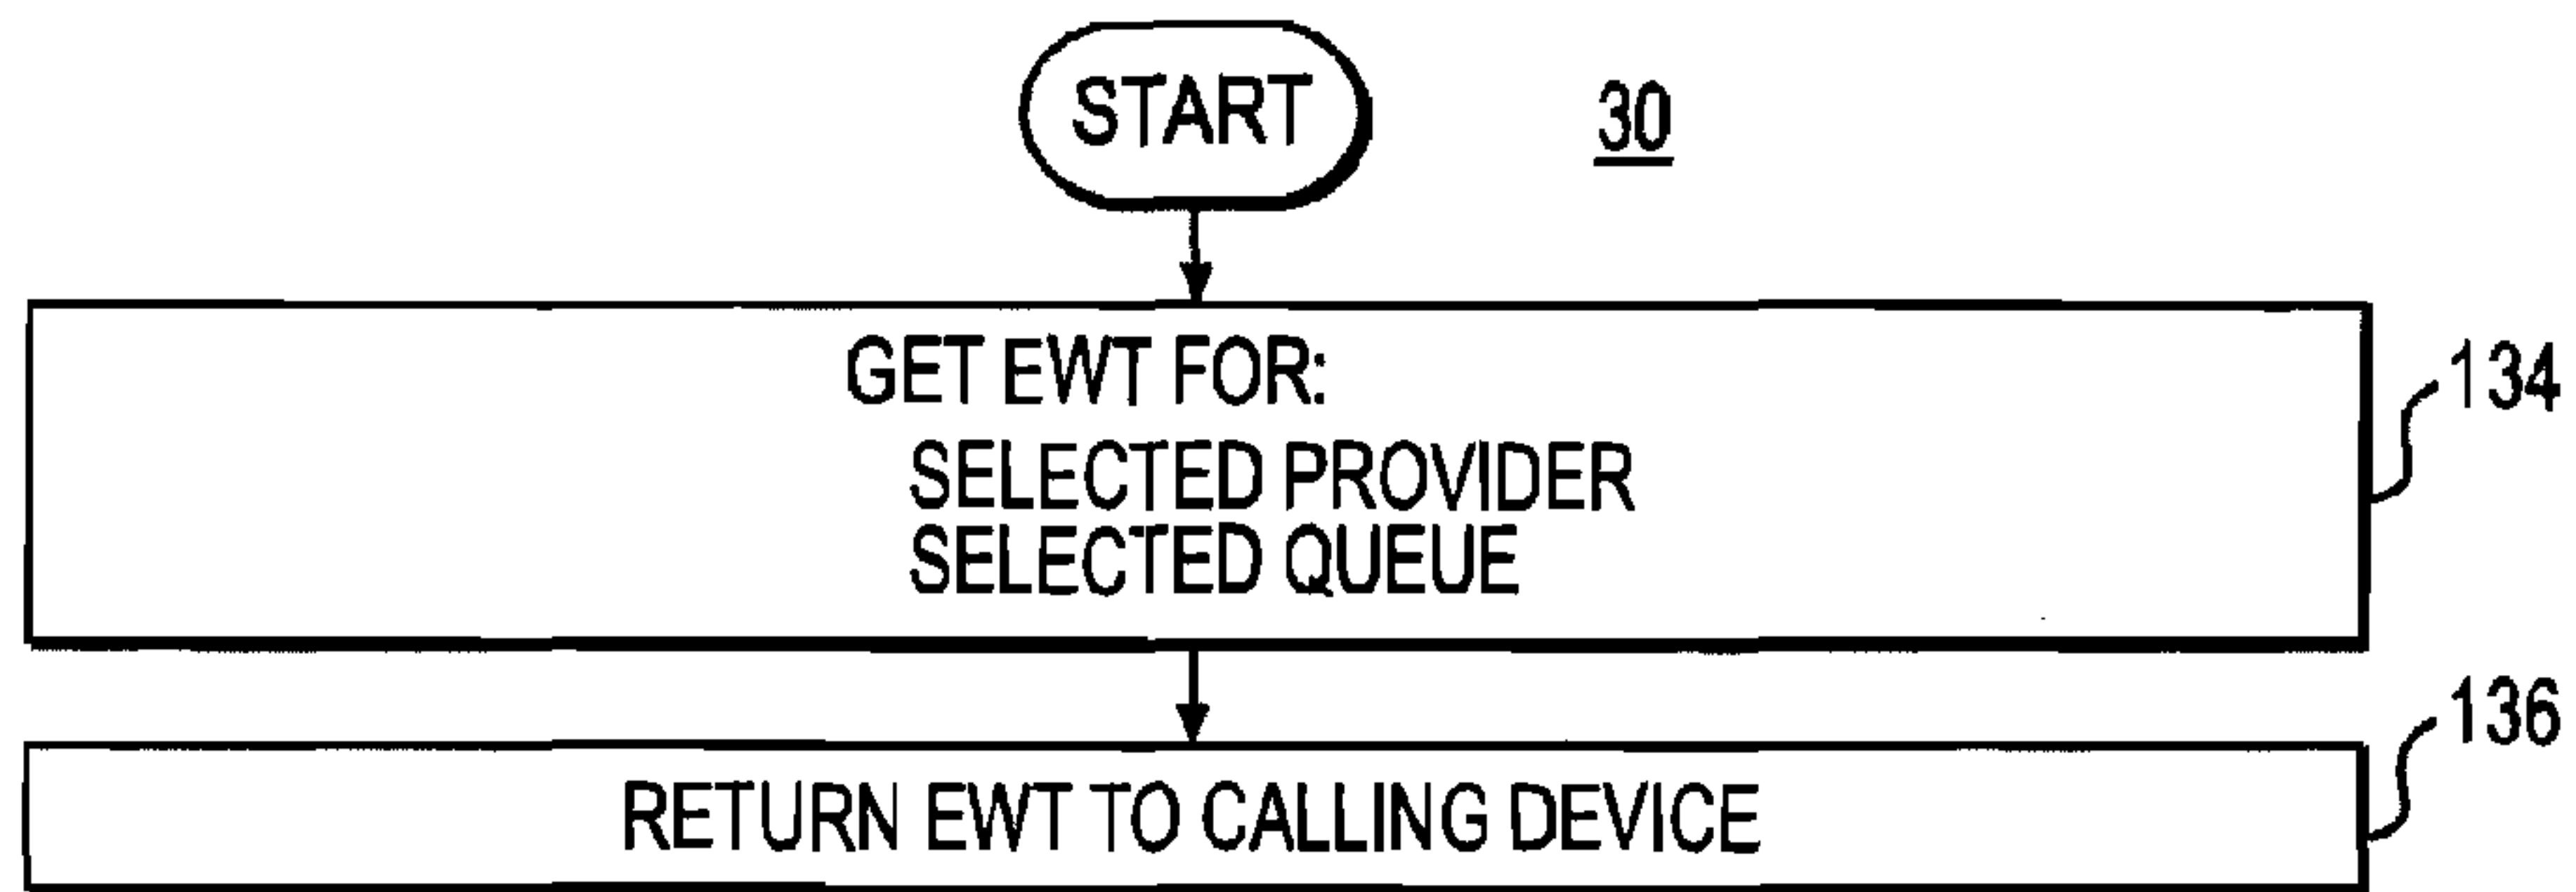 START
30
GET EWT FOR:
SELECTED PROVIDER
SELECTED QUEUE
134
RETURN EWT TO CALLING DEVICE
136